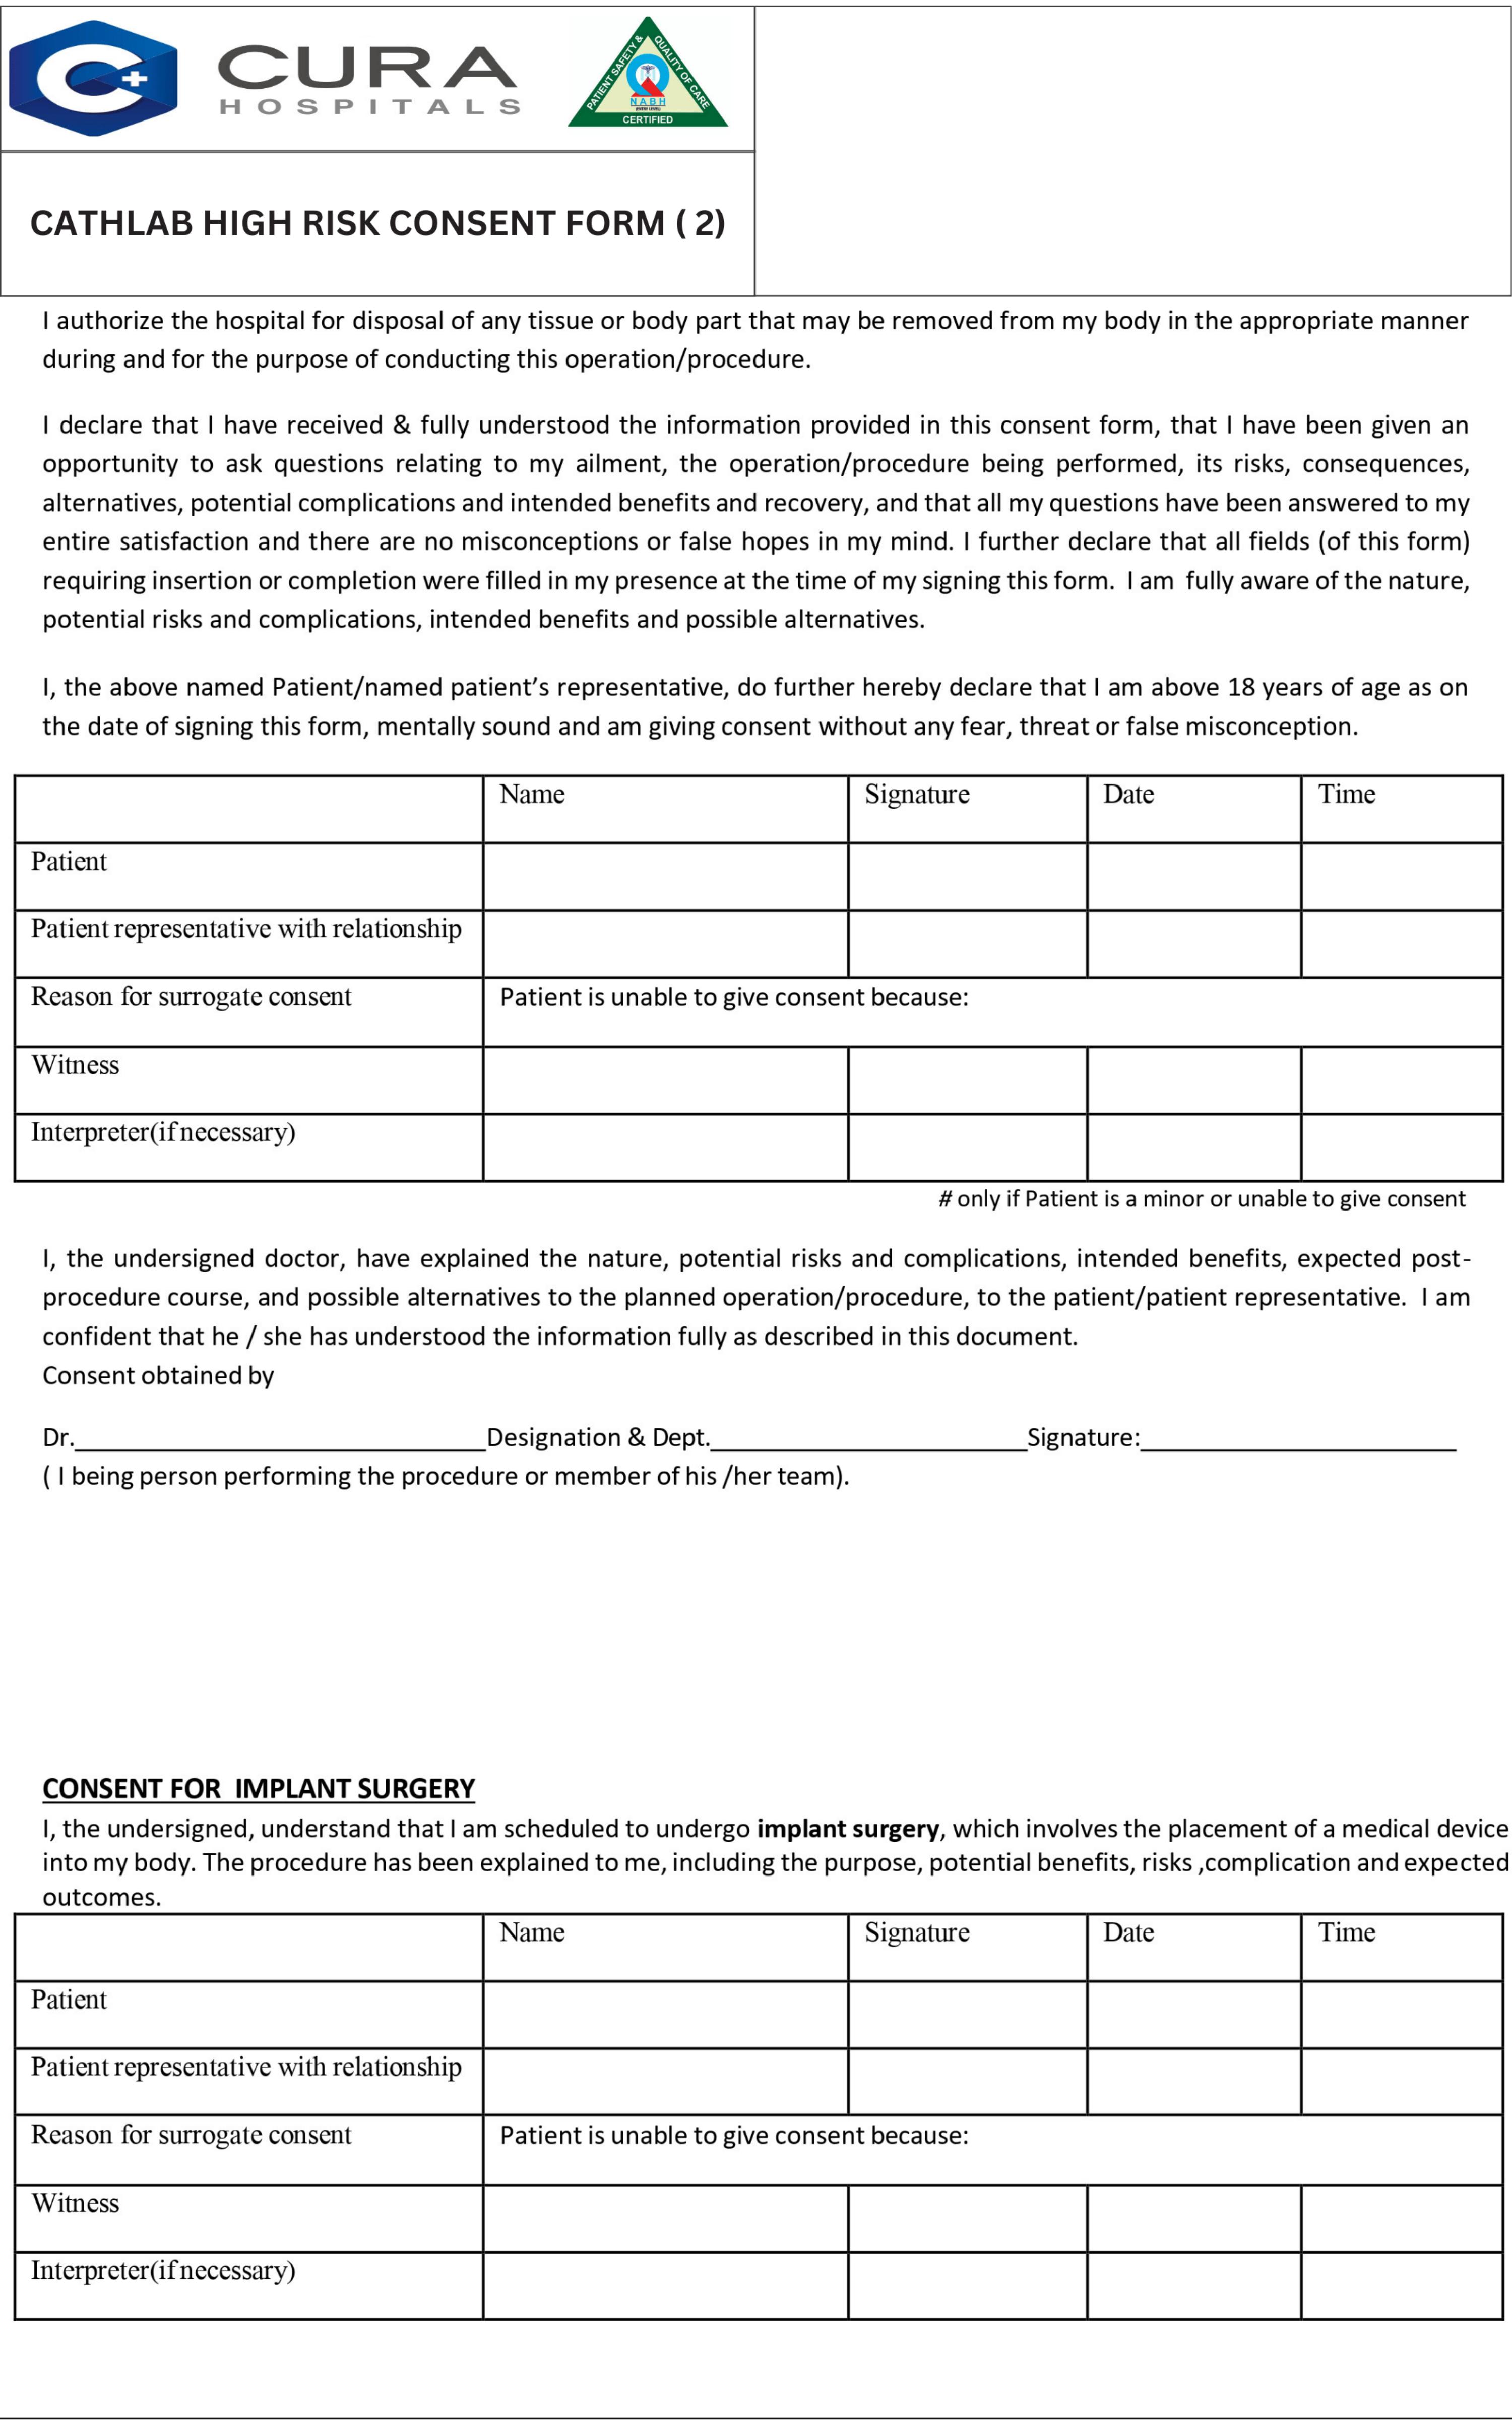 CURA
HOSPITALS
PATIENT SAFETY & QUALITY OF CARE
NABH
(ENTRY LEVEL)
CERTIFIED
CATHLAB HIGH RISK CONSENT FORM ( 2)
I authorize the hospital for disposal of any tissue or body part that may be removed from my body in the appropriate manner
during and for the purpose of conducting this operation/procedure.
I declare that I have received & fully understood the information provided in this consent form, that I have been given an
opportunity to ask questions relating to my ailment, the operation/procedure being performed, its risks, consequences,
alternatives, potential complications and intended benefits and recovery, and that all my questions have been answered to my
entire satisfaction and there are no misconceptions or false hopes in my mind. I further declare that all fields (of this form)
requiring insertion or completion were filled in my presence at the time of my signing this form. I am fully aware of the nature,
potential risks and complications, intended benefits and possible alternatives.
I, the above named Patient/named patient’s representative, do further hereby declare that I am above 18 years of age as on
the date of signing this form, mentally sound and am giving consent without any fear, threat or false misconception.
Name Signature Date Time
Patient
Patient representative with relationship
Reason for surrogate consent Patient is unable to give consent because:
Witness
Interpreter(if necessary)
# only if Patient is a minor or unable to give consent
I, the undersigned doctor, have explained the nature, potential risks and complications, intended benefits, expected post-
procedure course, and possible alternatives to the planned operation/procedure, to the patient/patient representative. I am
confident that he / she has understood the information fully as described in this document.
Consent obtained by
Dr.____________________________Designation & Dept._____________________Signature:_____________________
( I being person performing the procedure or member of his /her team).
CONSENT FOR IMPLANT SURGERY
I, the undersigned, understand that I am scheduled to undergo implant surgery, which involves the placement of a medical device
into my body. The procedure has been explained to me, including the purpose, potential benefits, risks ,complication and expected
outcomes.
Name Signature Date Time
Patient
Patient representative with relationship
Reason for surrogate consent Patient is unable to give consent because:
Witness
Interpreter(if necessary)